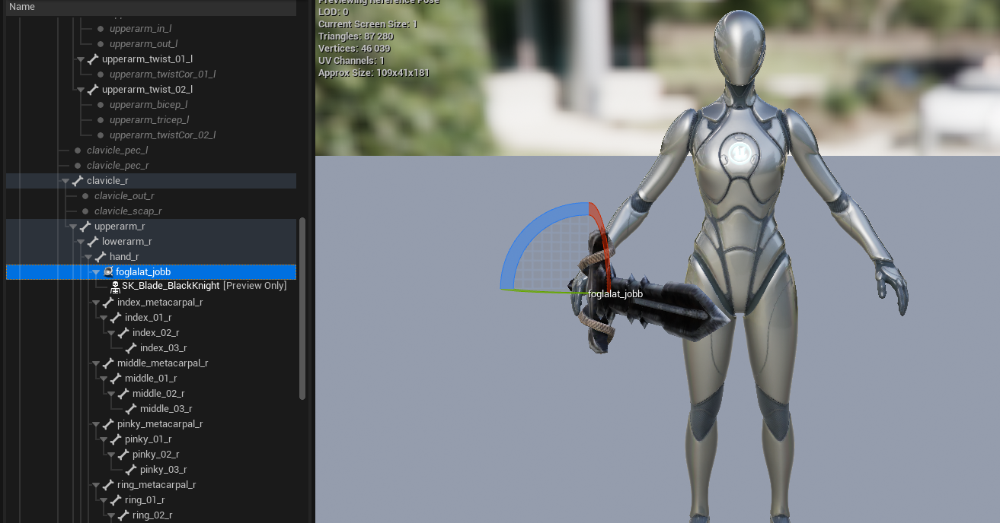 Name
upperarm_in_l
upperarm_out_l
upperarm_twist_01_l
upperarm_twistCor_01_l
upperarm_twist_02_l
upperarm_bicep_l
upperarm_tricep_l
upperarm_twistCor_02_l
clavicle_pec_l
clavicle_pec_r
clavicle_r
clavicle_out_r
clavicle_scap_r
upperarm_r
lowerarm_r
hand_r
foglalat_jobb
SK_Blade_BlackKnight [Preview Only]
index_metacarpal_r
index_01_r
index_02_r
index_03_r
middle_metacarpal_r
middle_01_r
middle_02_r
middle_03_r
pinky_metacarpal_r
pinky_01_r
pinky_02_r
pinky_03_r
ring_metacarpal_r
ring_01_r
ring_02_r
Previewing Reference Pose
LOD: 0
Current Screen Size: 1
Triangles: 87 280
Vertices: 46 039
UV Channels: 1
Approx Size: 109x41x181
foglalat_jobb